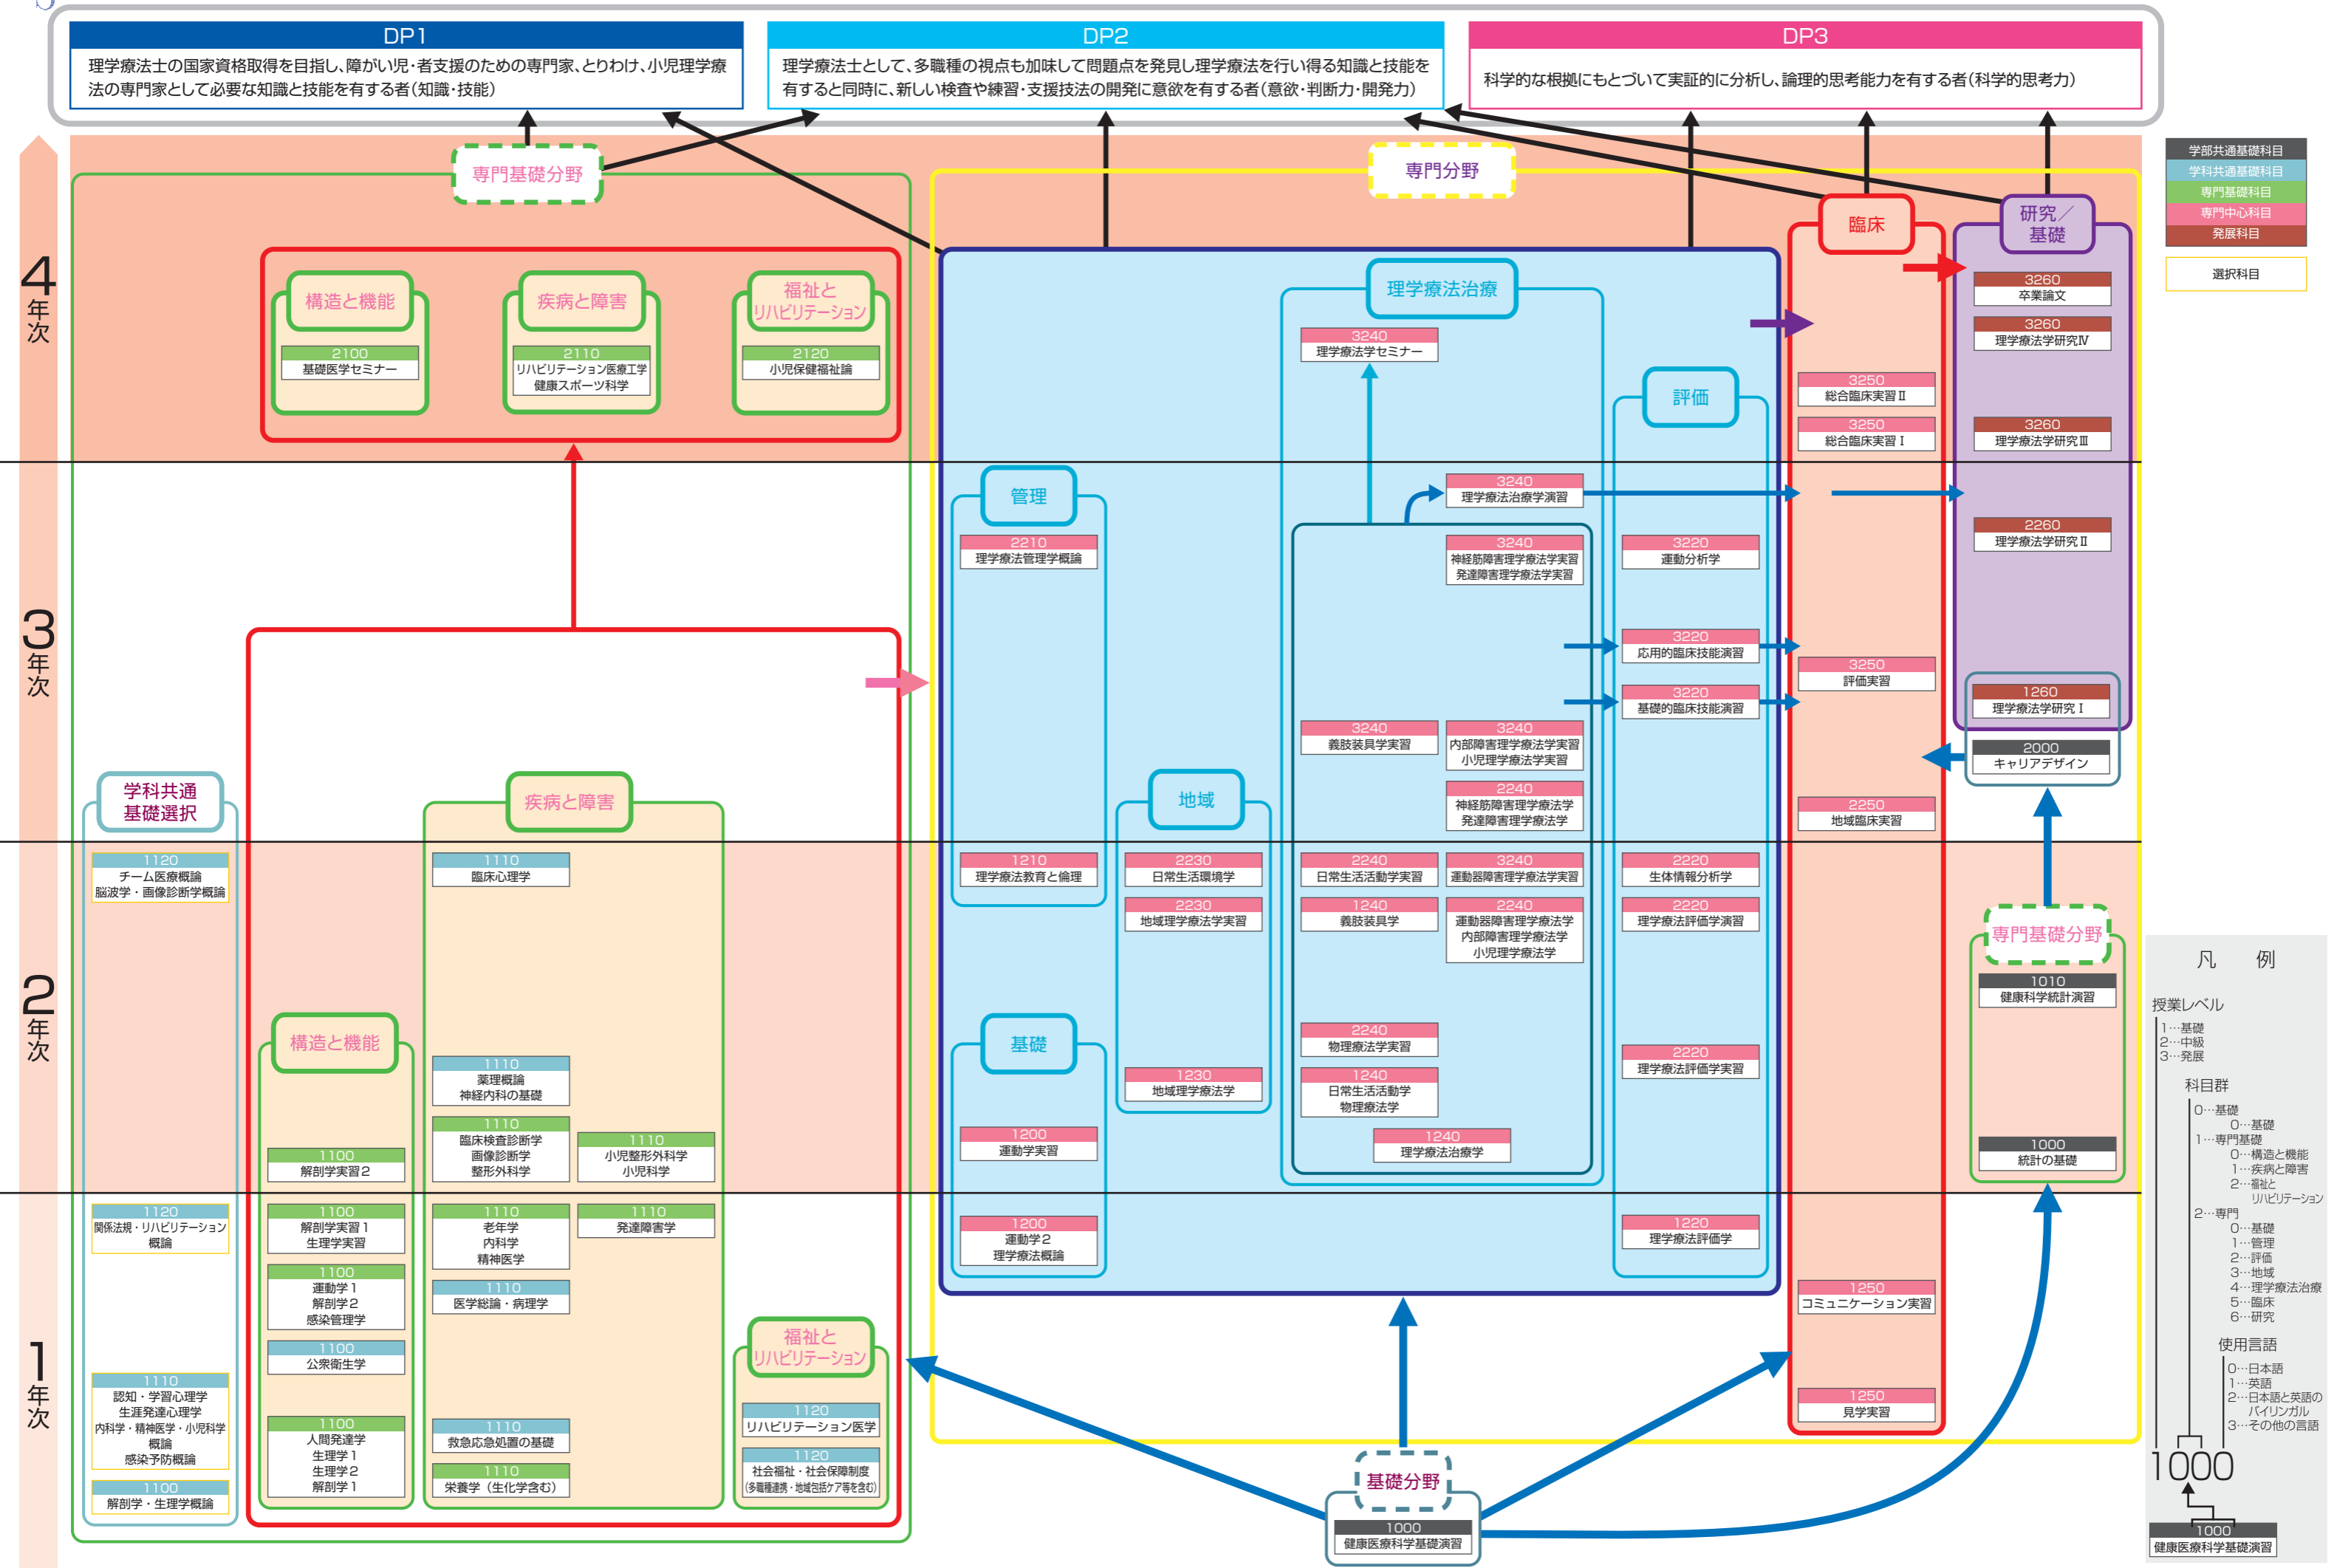 DP1
理学療法士の国家資格取得を目指し、障がい児・者支援のための専門家、とりわけ、小児理学療
法の専門家として必要な知識と技能を有する者（知識・技能）
DP2
理学療法士として、多職種の視点も加味して問題点を発見し理学療法を行い得る知識と技能を
有すると同時に、新しい検査や練習・支援技法の開発に意欲を有する者（意欲・判断力・開発力）
DP3
科学的な根拠にもとづいて実証的に分析し、論理的思考能力を有する者（科学的思考力）
学部共通基礎科目
学科共通基礎科目
専門基礎科目
専門中心科目
発展科目
選択科目
4年次
3年次
2年次
1年次
専門基礎分野
構造と機能
2100
基礎医学セミナー
疾病と障害
2110
リハビリテーション医療工学
健康スポーツ科学
福祉と
リハビリテーション
2120
小児保健福祉論
学科共通
基礎選択
1120
チーム医療概論
脳波学・画像診断学概論
1120
関係法規・リハビリテーション
概論
1110
認知・学習心理学
生涯発達心理学
内科学・精神医学・小児科学
概論
感染予防概論
1100
解剖学・生理学概論
構造と機能
1100
解剖学実習2
1100
解剖学実習1
生理学実習
1100
運動学1
解剖学2
感染管理学
1100
公衆衛生学
1100
人間発達学
生理学1
生理学2
解剖学1
疾病と障害
1110
臨床心理学
1110
薬理概論
神経内科の基礎
1110
臨床検査診断学
画像診断学
整形外科学
1110
小児整形外科学
小児科学
1110
老年学
内科学
精神医学
1110
発達障害学
1110
医学総論・病理学
1110
救急応急処置の基礎
1110
栄養学（生化学含む）
福祉と
リハビリテーション
1120
リハビリテーション医学
1120
社会福祉・社会保障制度
（多職種連携・地域包括ケア等を含む）
専門分野
管理
2210
理学療法管理学概論
1210
理学療法教育と倫理
基礎
1200
運動学実習
1200
運動学2
理学療法概論
地域
2230
日常生活環境学
2230
地域理学療法学実習
1230
地域理学療法学
理学療法治療
3240
理学療法学セミナー
3240
理学療法治療学演習
3240
神経筋障害理学療法学実習
発達障害理学療法学実習
3240
義肢装具学実習
3240
内部障害理学療法学実習
小児理学療法学実習
2240
神経筋障害理学療法学
発達障害理学療法学
2240
日常生活活動学実習
3240
運動器障害理学療法学実習
1240
義肢装具学
2240
運動器障害理学療法学
内部障害理学療法学
小児理学療法学
2240
物理療法学実習
1240
日常生活活動学
物理療法学
1240
理学療法治療学
評価
3220
運動分析学
3220
応用的臨床技能演習
3220
基礎的臨床技能演習
2220
生体情報分析学
2220
理学療法評価学演習
2220
理学療法評価学実習
1220
理学療法評価学
臨床
3250
総合臨床実習Ⅱ
3250
総合臨床実習Ⅰ
3250
評価実習
2250
地域臨床実習
1250
コミュニケーション実習
1250
見学実習
研究／
基礎
3260
卒業論文
3260
理学療法学研究Ⅳ
3260
理学療法学研究Ⅲ
2260
理学療法学研究Ⅱ
1260
理学療法学研究Ⅰ
2000
キャリアデザイン
専門基礎分野
1010
健康科学統計演習
1000
統計の基礎
基礎分野
1000
健康医療科学基礎演習
凡 例
授業レベル
1…基礎
2…中級
3…発展
科目群
0…基礎
0…基礎
1…専門基礎
0…構造と機能
1…疾病と障害
2…福祉と
リハビリテーション
2…専門
0…基礎
1…管理
2…評価
3…地域
4…理学療法治療
5…臨床
6…研究
使用言語
0…日本語
1…英語
2…日本語と英語の
バイリンガル
3…その他の言語
1000
1000
健康医療科学基礎演習